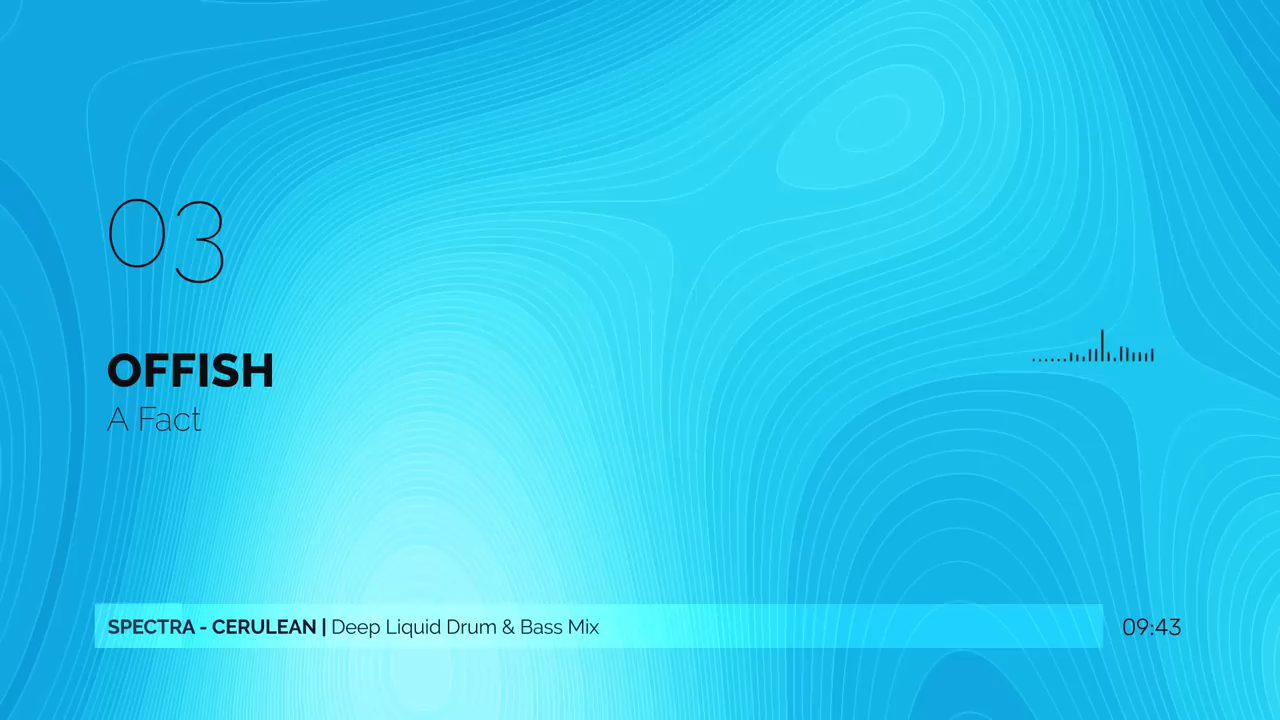 03
OFFISH
A Fact
SPECTRA - CERULEAN | Deep Liquid Drum & Bass Mix
09:43